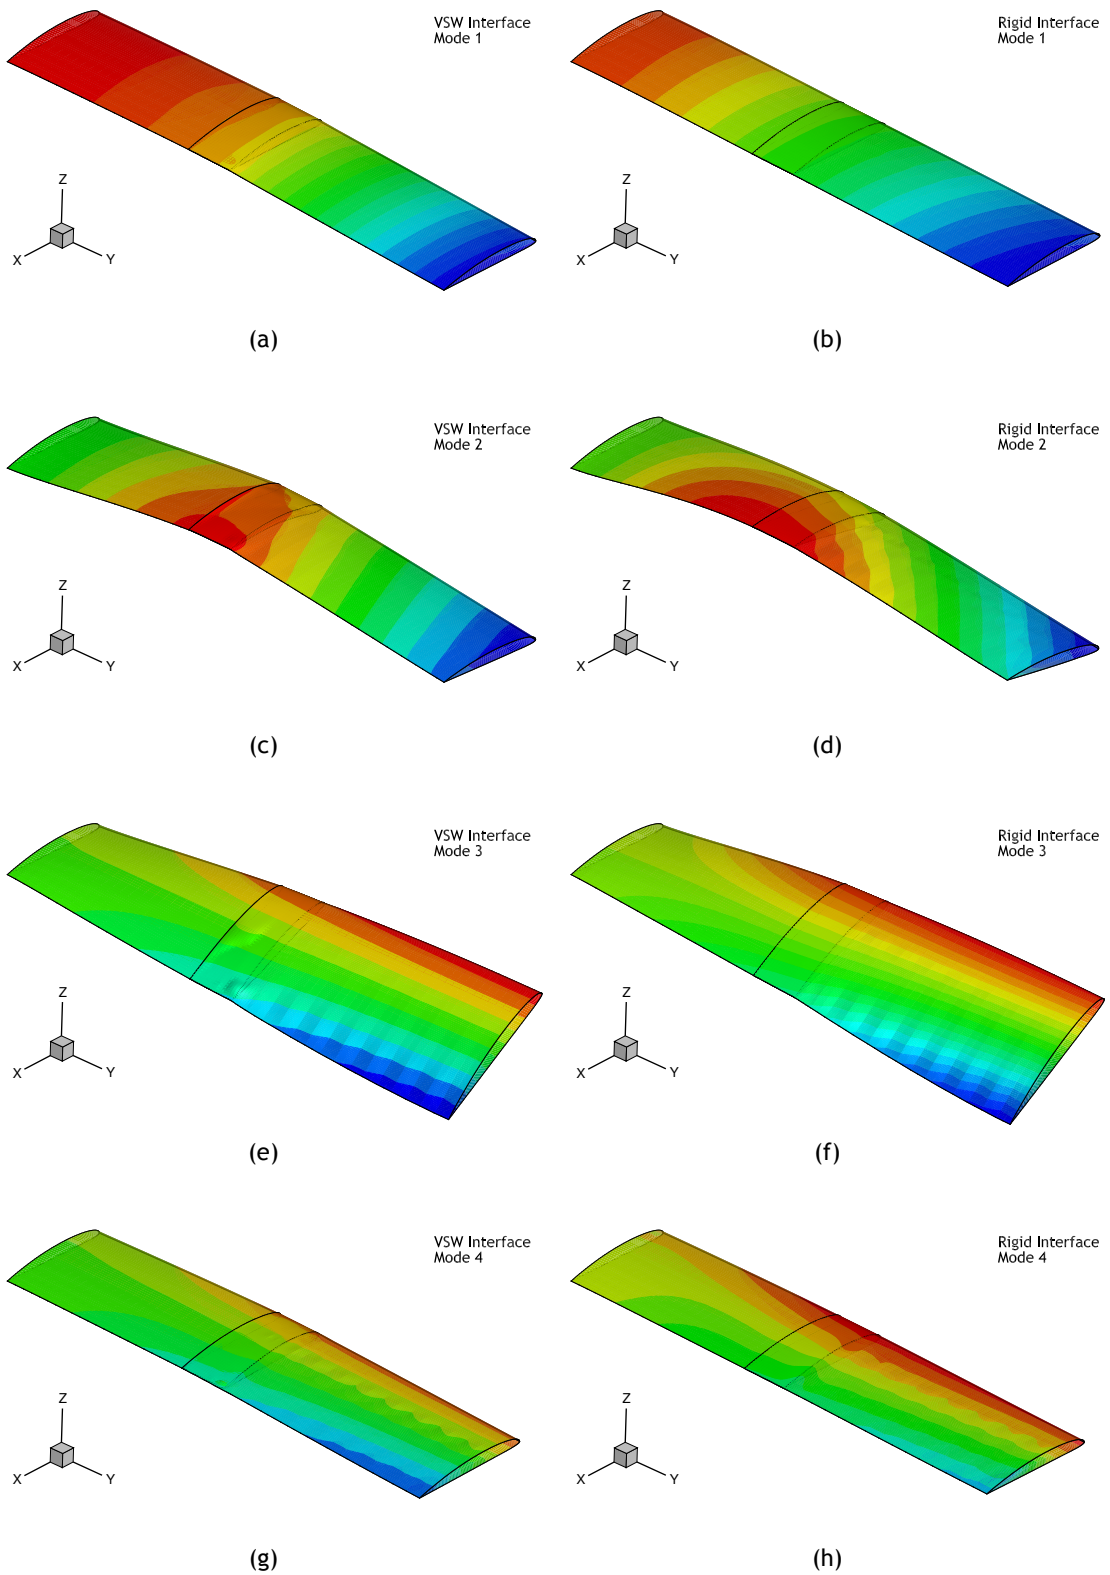 VSW Interface
Mode 1
Rigid Interface
Mode 1
Z
X
Y
Z
X
Y
(a)
(b)
VSW Interface
Mode 2
Rigid Interface
Mode 2
Z
X
Y
Z
X
Y
(c)
(d)
VSW Interface
Mode 3
Rigid Interface
Mode 3
Z
X
Y
Z
X
Y
(e)
(f)
VSW Interface
Mode 4
Rigid Interface
Mode 4
Z
X
Y
Z
X
Y
(g)
(h)